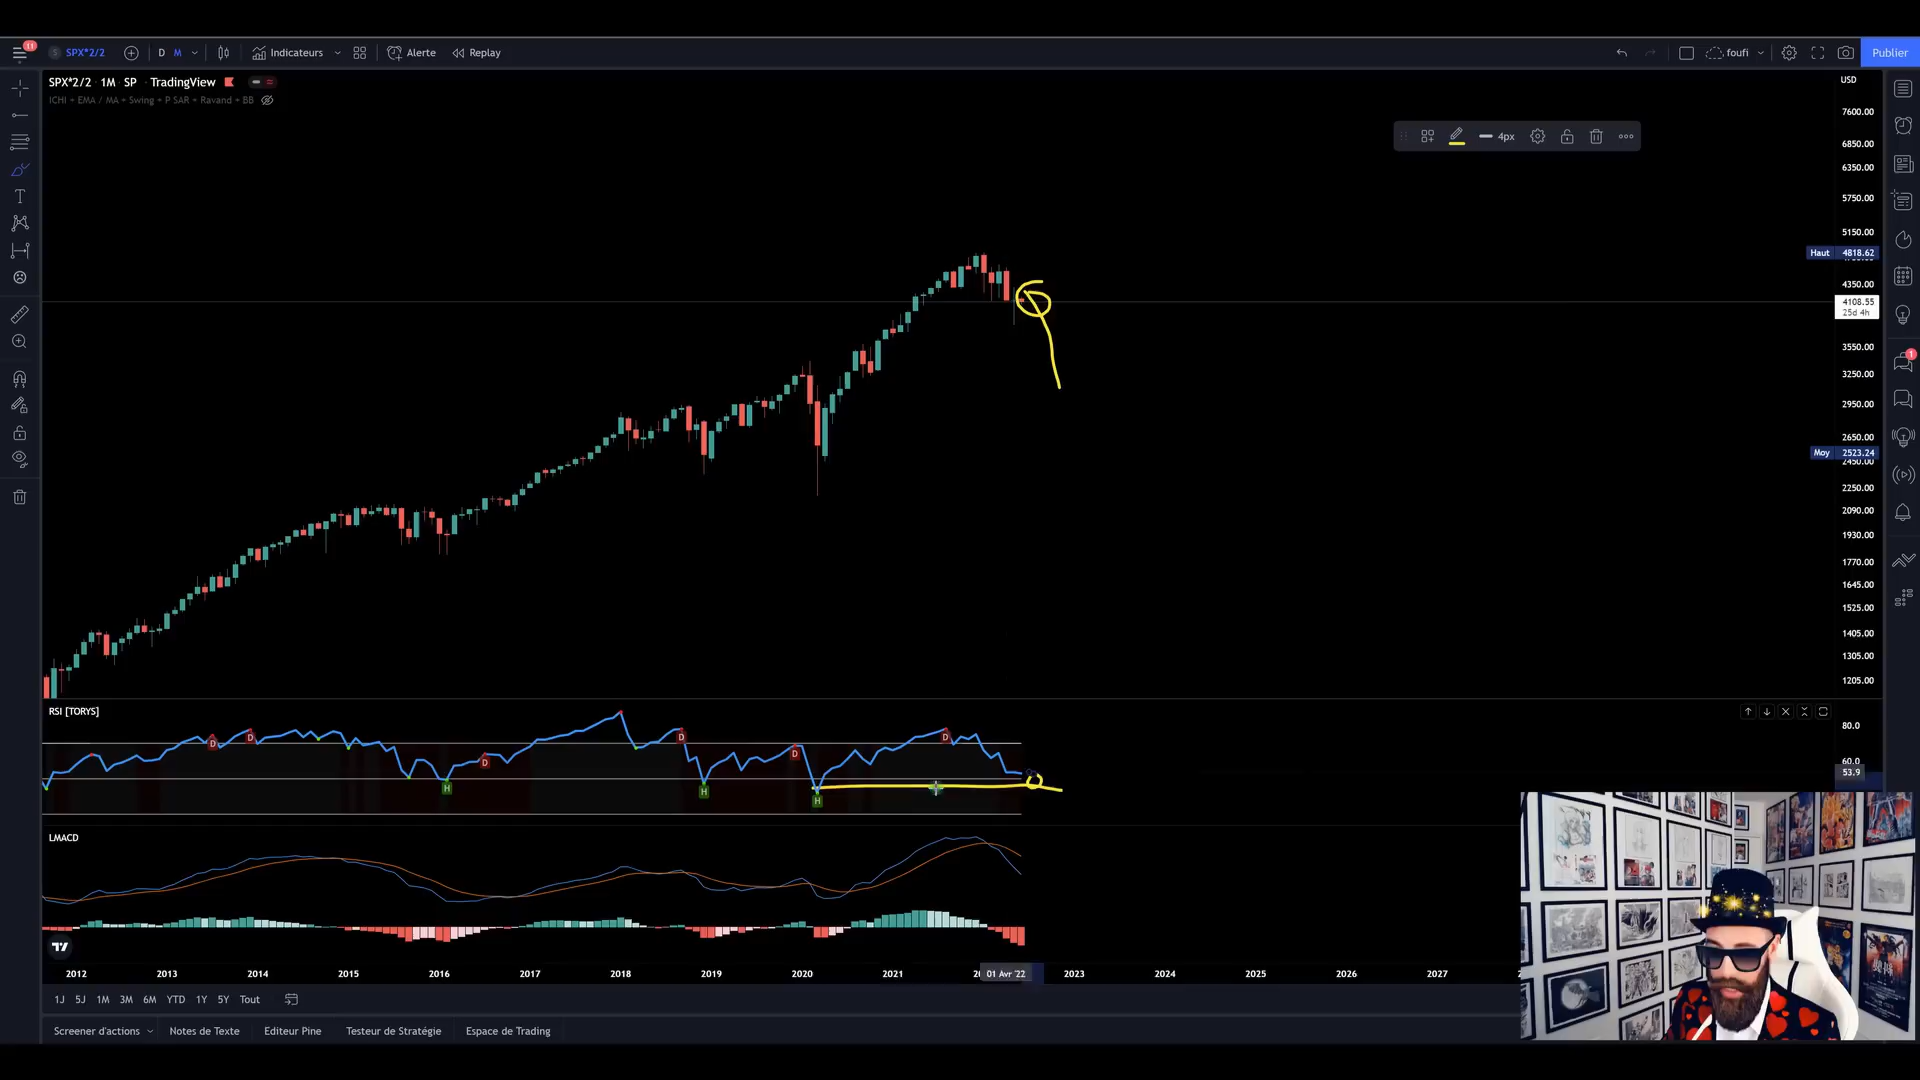 11
S SPX*2/2 D M Indicateurs Alerte Replay foufi Publier
SPX*2/2 · 1M · SP · TradingView
ICHI + EMA / MA + Swing + P SAR + Ravand + BB
USD
7600.00
4px
6850.00
6350.00
5750.00
5150.00
Haut 4818.62
4350.00
4108.55
25d 4h
3550.00
1
3250.00
2950.00
2650.00
Moy 2523.24
2450.00
2250.00
2090.00
1930.00
1770.00
1645.00
1525.00
1405.00
1305.00
1205.00
RSI [TORYS]
80.0
D D D D D D
60.0
53.9
H H H
LMACD
2012 2013 2014 2015 2016 2017 2018 2019 2020 2021 01 Avr '22 2023 2024 2025 2026 2027
1J 5J 1M 3M 6M YTD 1Y 5Y Tout
Screener d'actions Notes de Texte Editeur Pine Testeur de Stratégie Espace de Trading